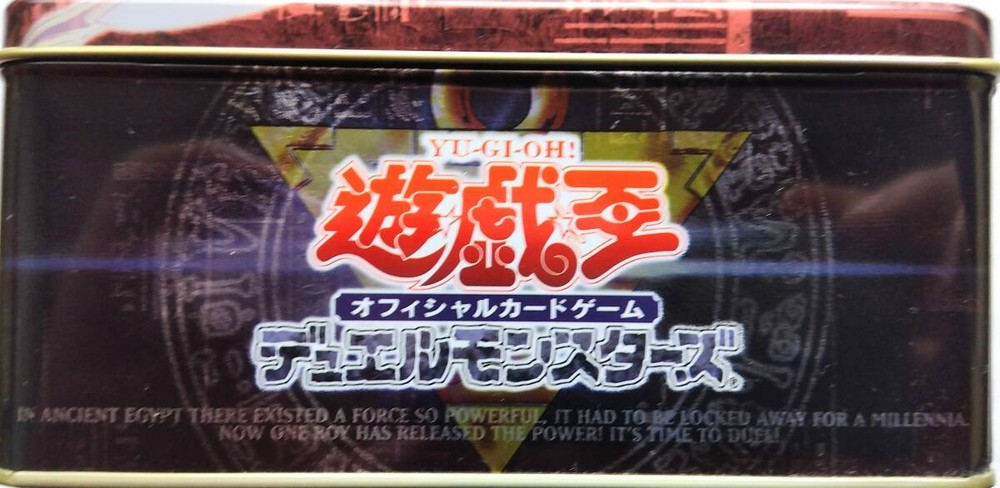 YU-GI-OH!
遊戯王
オフィシャルカードゲーム
デュエルモンスターズ®
IN ANCIENT EGYPT THERE EXISTED A FORCE SO POWERFUL, IT HAD TO BE LOCKED AWAY FOR A MILLENNIA.
NOW ONE BOY HAS RELEASED THE POWER! IT'S TIME TO DUEL!